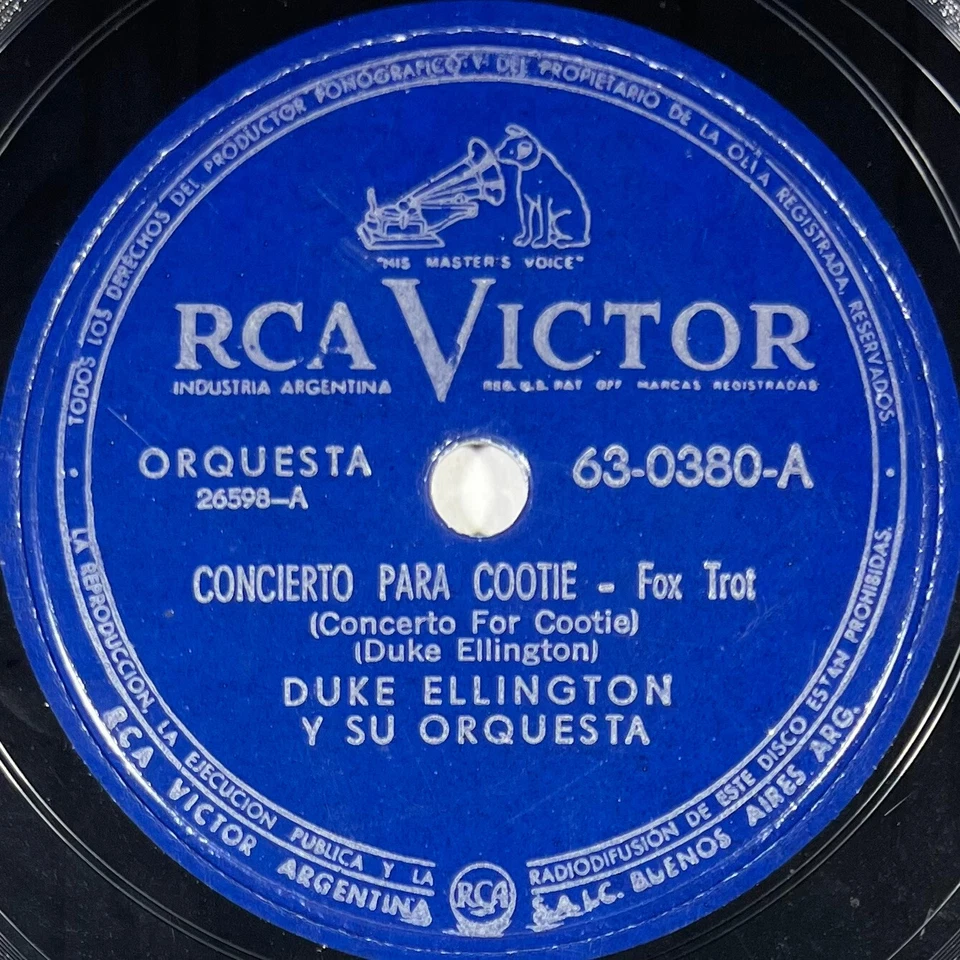 TODOS LOS DERECHOS DEL PRODUCTOR FONOGRAFICO Y DEL PROPIETARIO DE LA OBRA REGISTRADA RESERVADOS.
"HIS MASTER'S VOICE"
RCA VICTOR
INDUSTRIA ARGENTINA REG. U.S. PAT OFF MARCAS REGISTRADAS
ORQUESTA 63-0380-A
26598-A
CONCIERTO PARA COOTIE - Fox Trot
(Concerto For Cootie)
(Duke Ellington)
DUKE ELLINGTON
Y SU ORQUESTA
LA REPRODUCCION, LA EJECUCION PUBLICA Y LA RADIODIFUSIÓN DE ESTE DISCO ESTAN PROHIBIDAS.
RCA VICTOR ARGENTINA RCA S.A.I.C. BUENOS AIRES ARG.